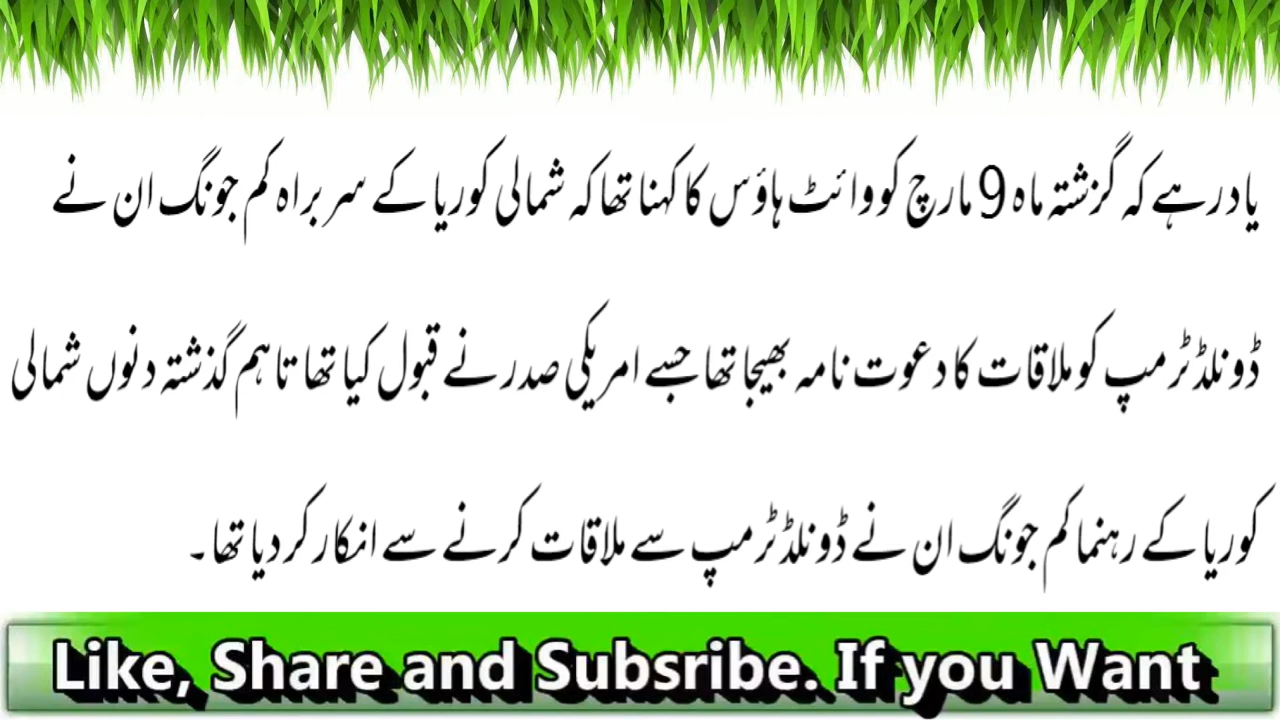 یاد رہے کہ گزشتہ ماہ 9 مارچ کو وائٹ ہاؤس کا کہنا تھا کہ شمالی کوریا کے سربراہ کم جونگ ان نے
ڈونلڈ ٹرمپ کو ملاقات کا دعوت نامہ بھیجا تھا جسے امریکی صدر نے قبول کیا تھا تاہم گذشتہ دنوں شمالی
کوریا کے رہنما کم جونگ ان نے ڈونلڈ ٹرمپ سے ملاقات کرنے سے انکار کر دیا تھا۔
Like, Share and Subsribe. If you Want